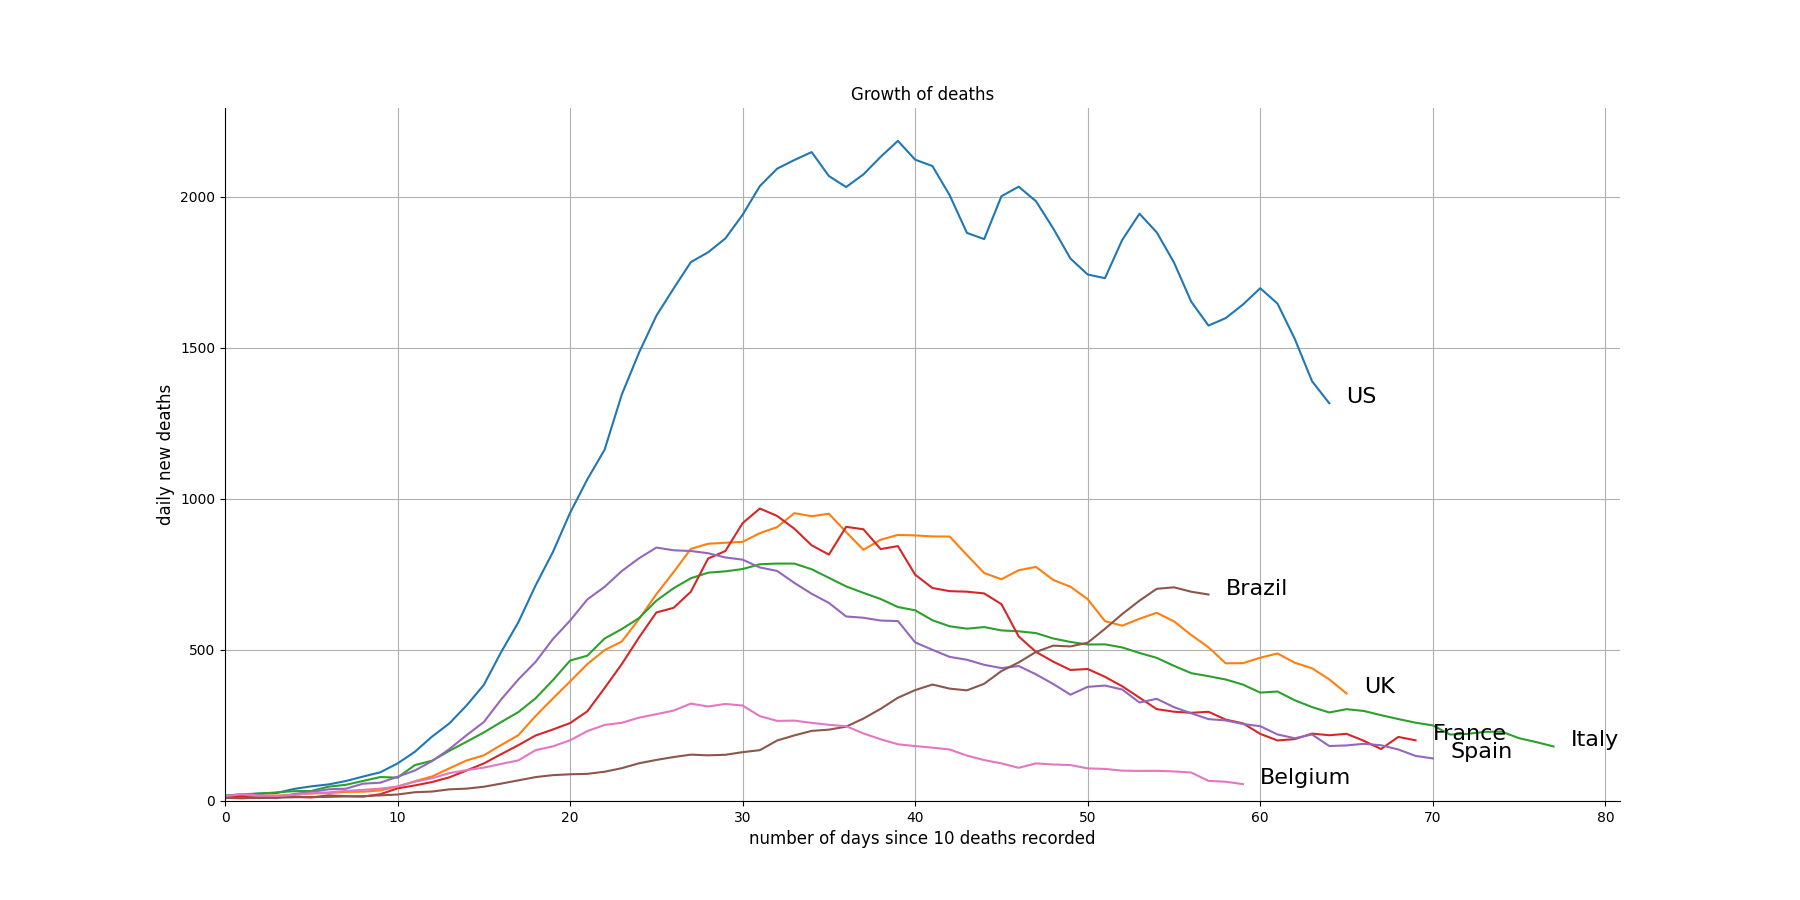 Growth of deaths
daily new deaths
2000
1500
1000
500
0
US
Brazil
UK
France
Italy
Spain
Belgium
0 10 20 30 40 50 60 70 80
number of days since 10 deaths recorded